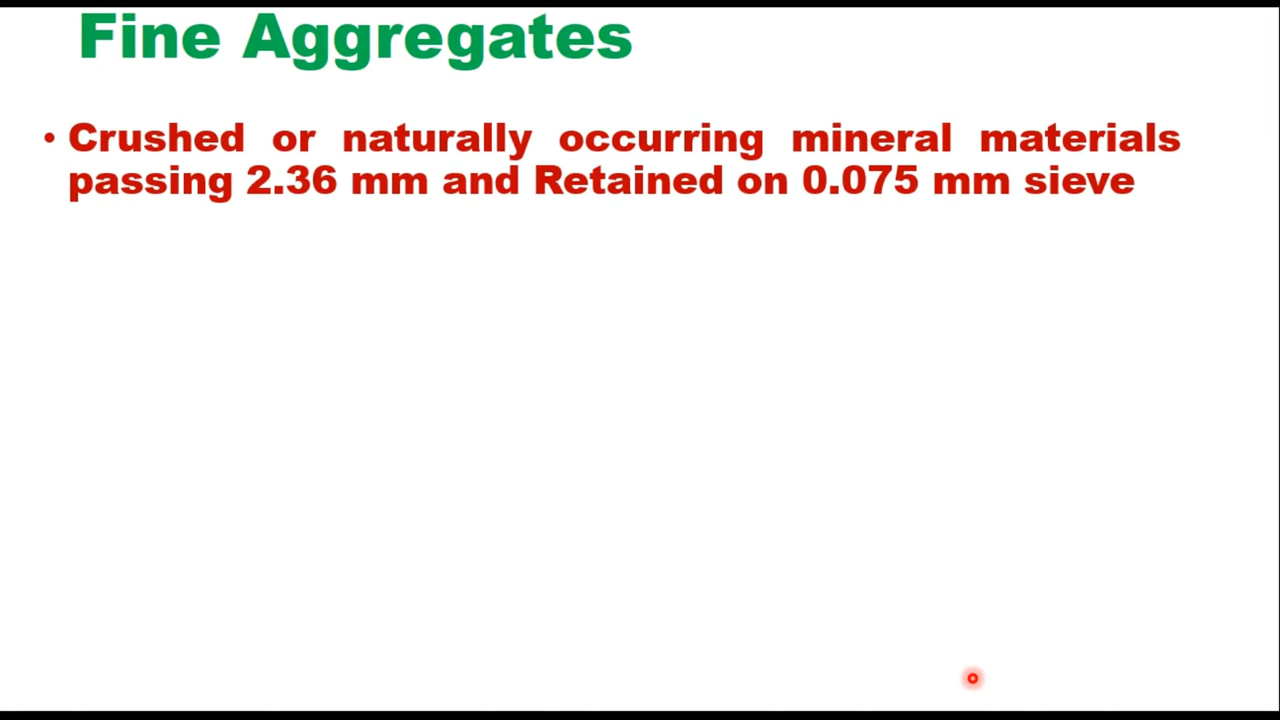 Fine Aggregates
• Crushed or naturally occurring mineral materials
passing 2.36 mm and Retained on 0.075 mm sieve